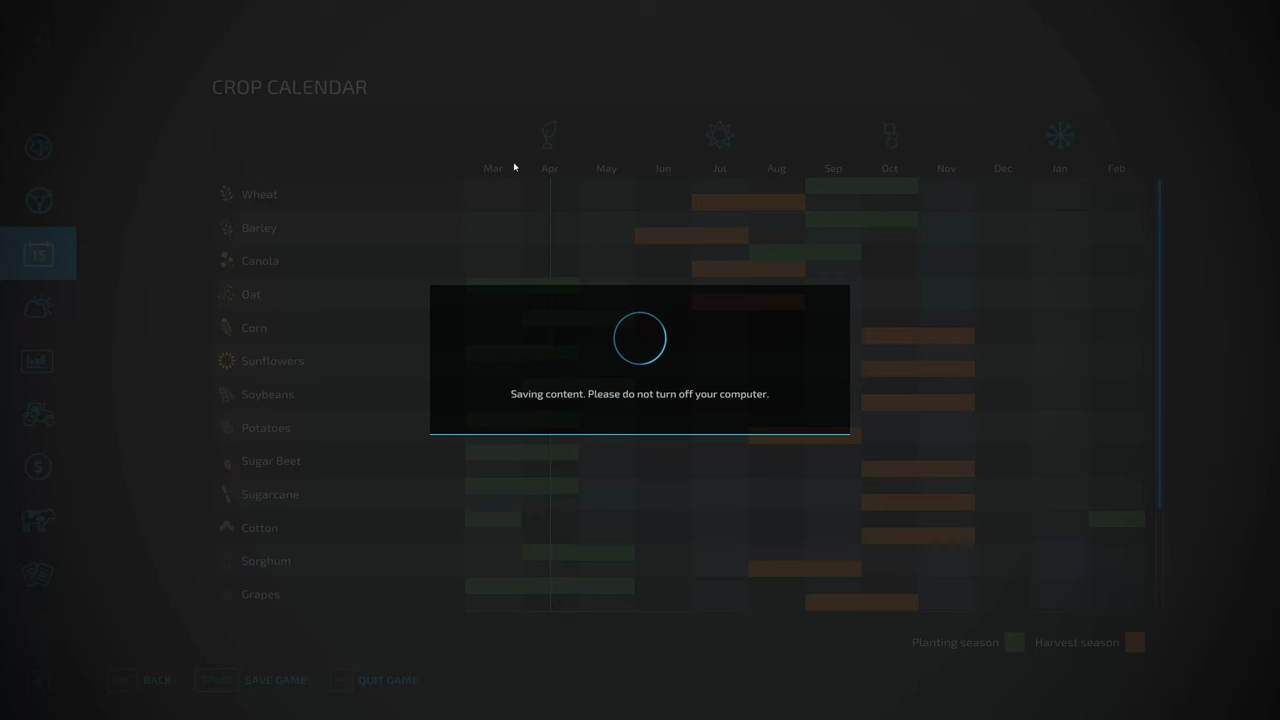 CROP CALENDAR
Mar Apr May Jun Jul Aug Sep Oct Nov Dec Jan Feb
Wheat
Barley
15
Canola
Oat
Corn
Sunflowers
Saving content. Please do not turn off your computer.
Soybeans
Potatoes
Sugar Beet
$
Sugarcane
Cotton
Sorghum
Grapes
Planting season Harvest season
BACK SAVE GAME QUIT GAME